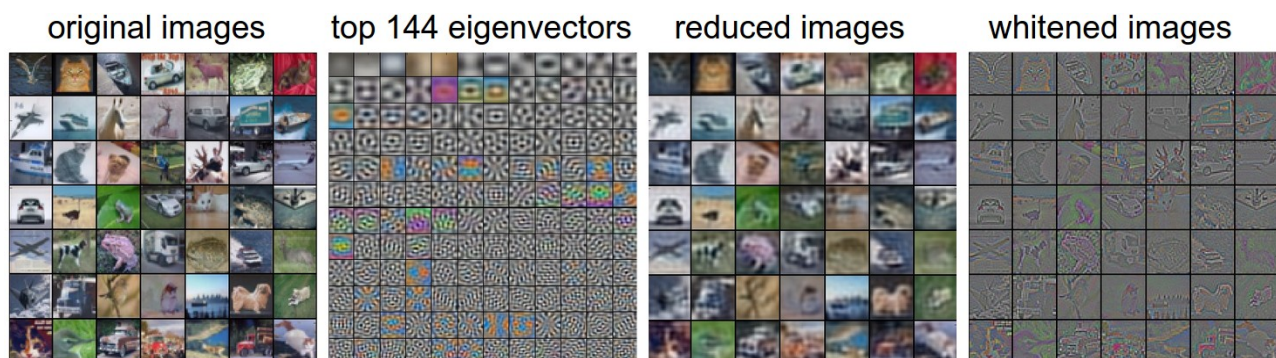 original images
top 144 eigenvectors
reduced images
whitened images